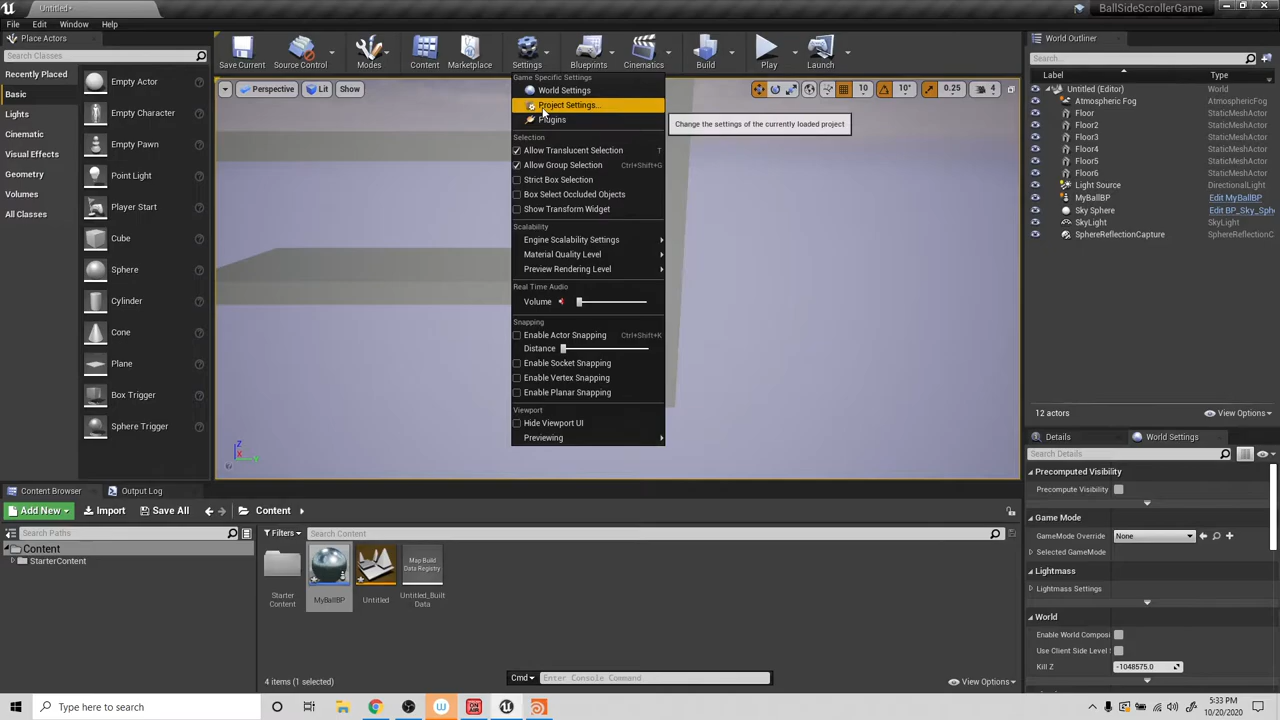 Untitled*
BallSideScrollerGame
File Edit Window Help
Place Actors
Search Classes
Recently Placed
Basic
Lights
Cinematic
Visual Effects
Geometry
Volumes
All Classes
Empty Actor
Empty Character
Empty Pawn
Point Light
Player Start
Cube
Sphere
Cylinder
Cone
Plane
Box Trigger
Sphere Trigger
Save Current Source Control Modes Content Marketplace Settings Blueprints Cinematics Build Play Launch
Perspective Lit Show
10 10° 0.25 4
Game Specific Settings
World Settings
Project Settings...
Plugins
Change the settings of the currently loaded project
Selection
Allow Translucent Selection T
Allow Group Selection Ctrl+Shift+G
Strict Box Selection
Box Select Occluded Objects
Show Transform Widget
Scalability
Engine Scalability Settings
Material Quality Level
Preview Rendering Level
Real Time Audio
Volume
Snapping
Enable Actor Snapping Ctrl+Shift+K
Distance
Enable Socket Snapping
Enable Vertex Snapping
Enable Planar Snapping
Viewport
Hide Viewport UI
Previewing
Z
X
Y
World Outliner
Search...
Label Type
Untitled (Editor) World
Atmospheric Fog AtmosphericFog
Floor StaticMeshActor
Floor2 StaticMeshActor
Floor3 StaticMeshActor
Floor4 StaticMeshActor
Floor5 StaticMeshActor
Floor6 StaticMeshActor
Light Source DirectionalLight
MyBallBP Edit MyBallBP
Sky Sphere Edit BP_Sky_Sph
SkyLight SkyLight
SphereReflectionCapture SphereReflectionC
12 actors View Options
Details World Settings
Search Details
Precomputed Visibility
Precompute Visibility
Game Mode
GameMode Override None
Selected GameMode
Lightmass
Lightmass Settings
World
Enable World Composi
Use Client Side Level S
Kill Z -1048575.0
Content Browser Output Log
Add New Import Save All Content
Search Paths
Filters Search Content
Content
StarterContent
Starter Content
MyBallBP
Untitled
Map Build Data Registry
Untitled_Built Data
4 items (1 selected)
Cmd Enter Console Command
View Options
Type here to search
5:33 PM
10/20/2020